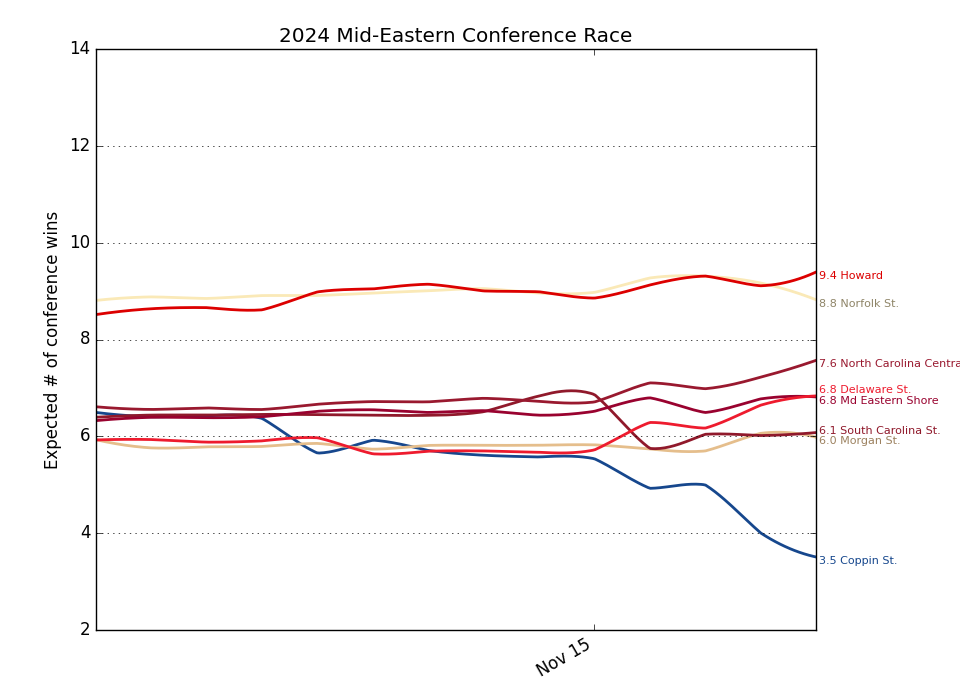 2024 Mid-Eastern Conference Race
Expected # of conference wins
14
12
10
8
6
4
2
Nov 15
9.4 Howard
8.8 Norfolk St.
7.6 North Carolina Centra
6.8 Delaware St.
6.8 Md Eastern Shore
6.1 South Carolina St.
6.0 Morgan St.
3.5 Coppin St.